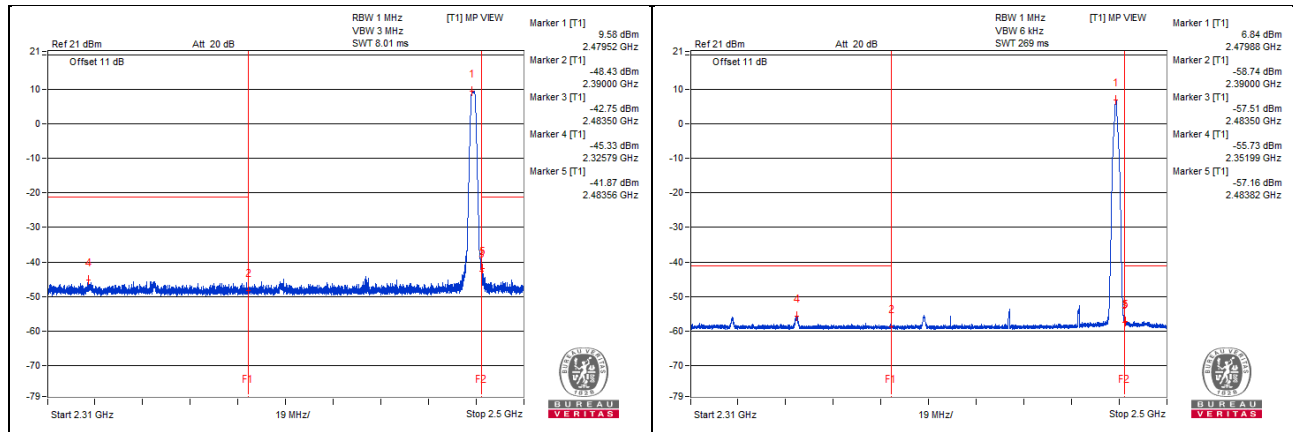 RBW 1 MHz
VBW 3 MHz
SWT 8.01 ms
[T1] MP VIEW
Ref 21 dBm
Att 20 dB
Offset 11 dB
21
10
0
-10
-20
-30
-40
-50
-60
-70
-79
1
2
4
5
F1
F2
Start 2.31 GHz
19 MHz/
Stop 2.5 GHz
Marker 1 [T1]
9.58 dBm
2.47952 GHz
Marker 2 [T1]
-48.43 dBm
2.39000 GHz
Marker 3 [T1]
-42.75 dBm
2.48350 GHz
Marker 4 [T1]
-45.33 dBm
2.32579 GHz
Marker 5 [T1]
-41.87 dBm
2.48356 GHz
BUREAU VERITAS
1828
BUREAU
VERITAS
RBW 1 MHz
VBW 6 kHz
SWT 269 ms
[T1] MP VIEW
Ref 21 dBm
Att 20 dB
Offset 11 dB
21
10
0
-10
-20
-30
-40
-50
-60
-70
-79
1
2
4
5
F1
F2
Start 2.31 GHz
19 MHz/
Stop 2.5 GHz
Marker 1 [T1]
6.84 dBm
2.47988 GHz
Marker 2 [T1]
-58.74 dBm
2.39000 GHz
Marker 3 [T1]
-57.51 dBm
2.48350 GHz
Marker 4 [T1]
-55.73 dBm
2.35199 GHz
Marker 5 [T1]
-57.16 dBm
2.48382 GHz
BUREAU VERITAS
1828
BUREAU
VERITAS